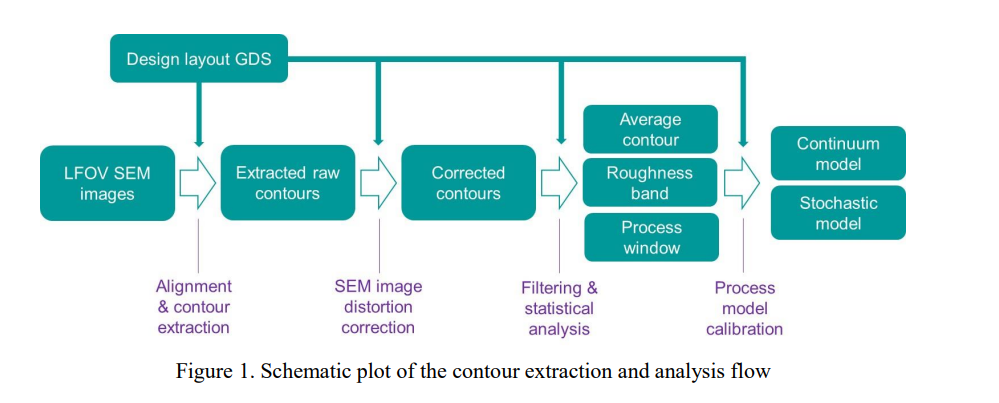 Design layout GDS
LFOV SEM
images
Extracted raw
contours
Corrected
contours
Average
contour
Roughness
band
Process
window
Continuum
model
Stochastic
model
Alignment
& contour
extraction
SEM image
distortion
correction
Filtering &
statistical
analysis
Process
model
calibration
Figure 1. Schematic plot of the contour extraction and analysis flow